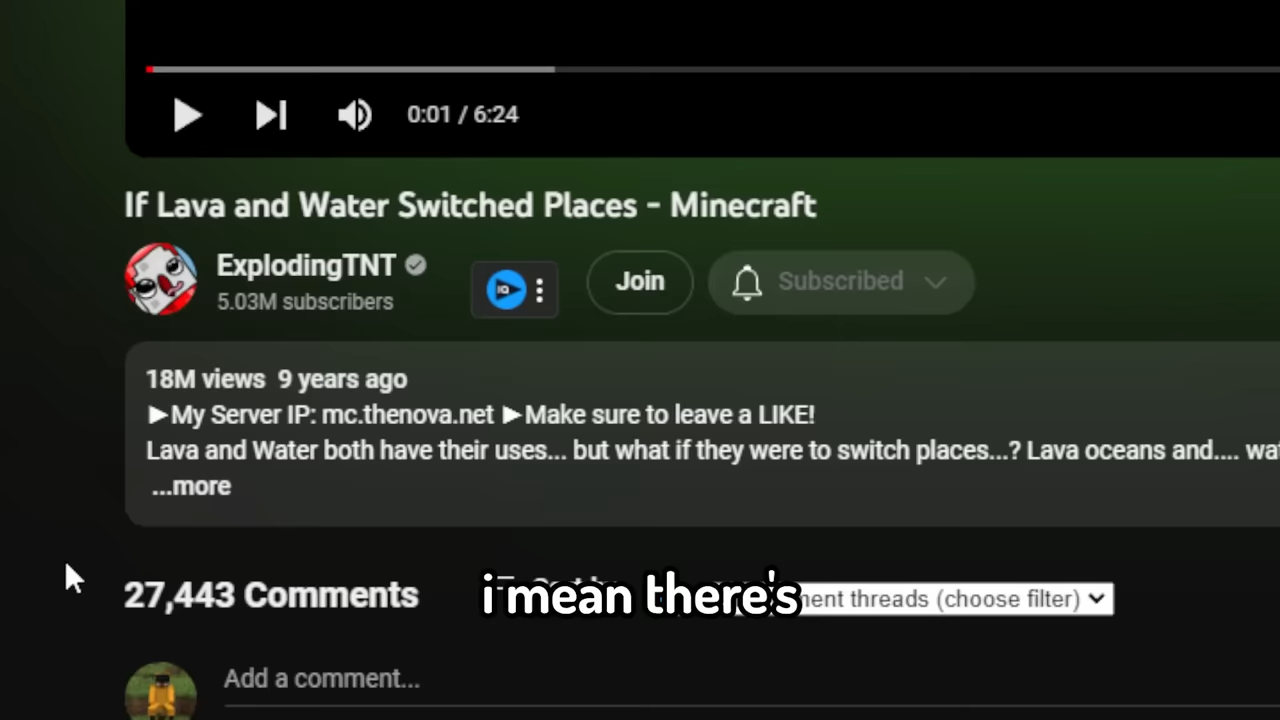 0:01 / 6:24
If Lava and Water Switched Places - Minecraft
ExplodingTNT
5.03M subscribers
IQ
Join
Subscribed
18M views 9 years ago
►My Server IP: mc.thenova.net ►Make sure to leave a LIKE!
Lava and Water both have their uses... but what if they were to switch places...? Lava oceans and....
...more
27,443 Comments
i mean there's
threads (choose filter)
Add a comment...